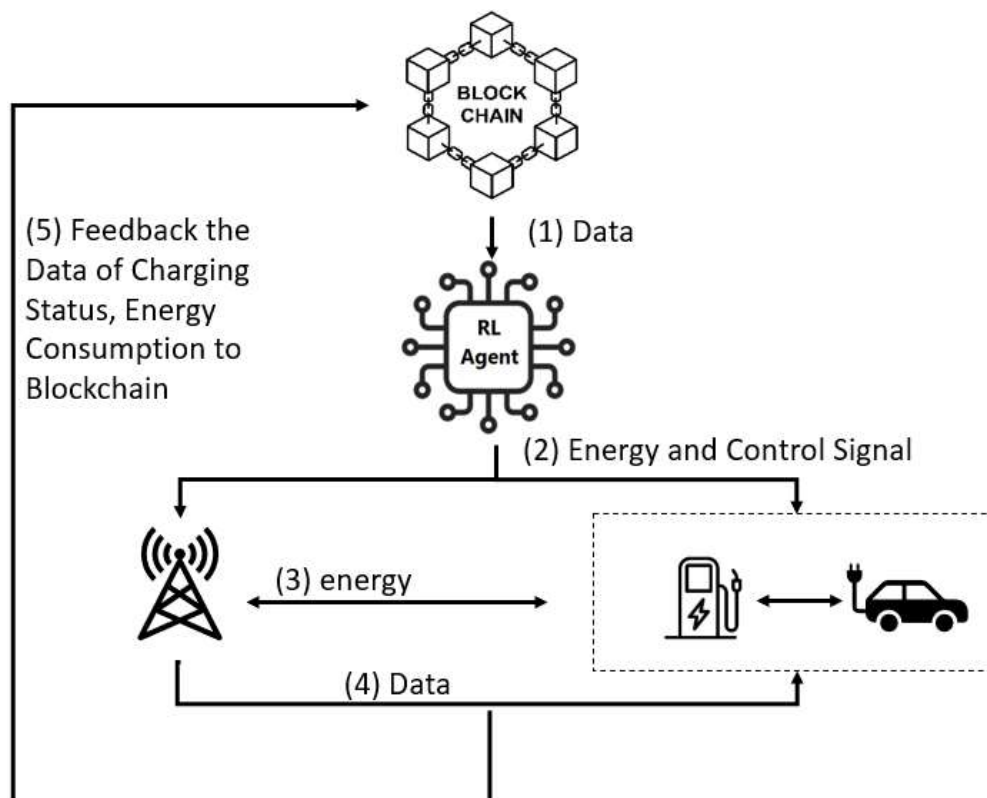 BLOCK
CHAIN
(1) Data
(5) Feedback the
Data of Charging
Status, Energy
Consumption to
Blockchain
RL
Agent
(2) Energy and Control Signal
(3) energy
(4) Data